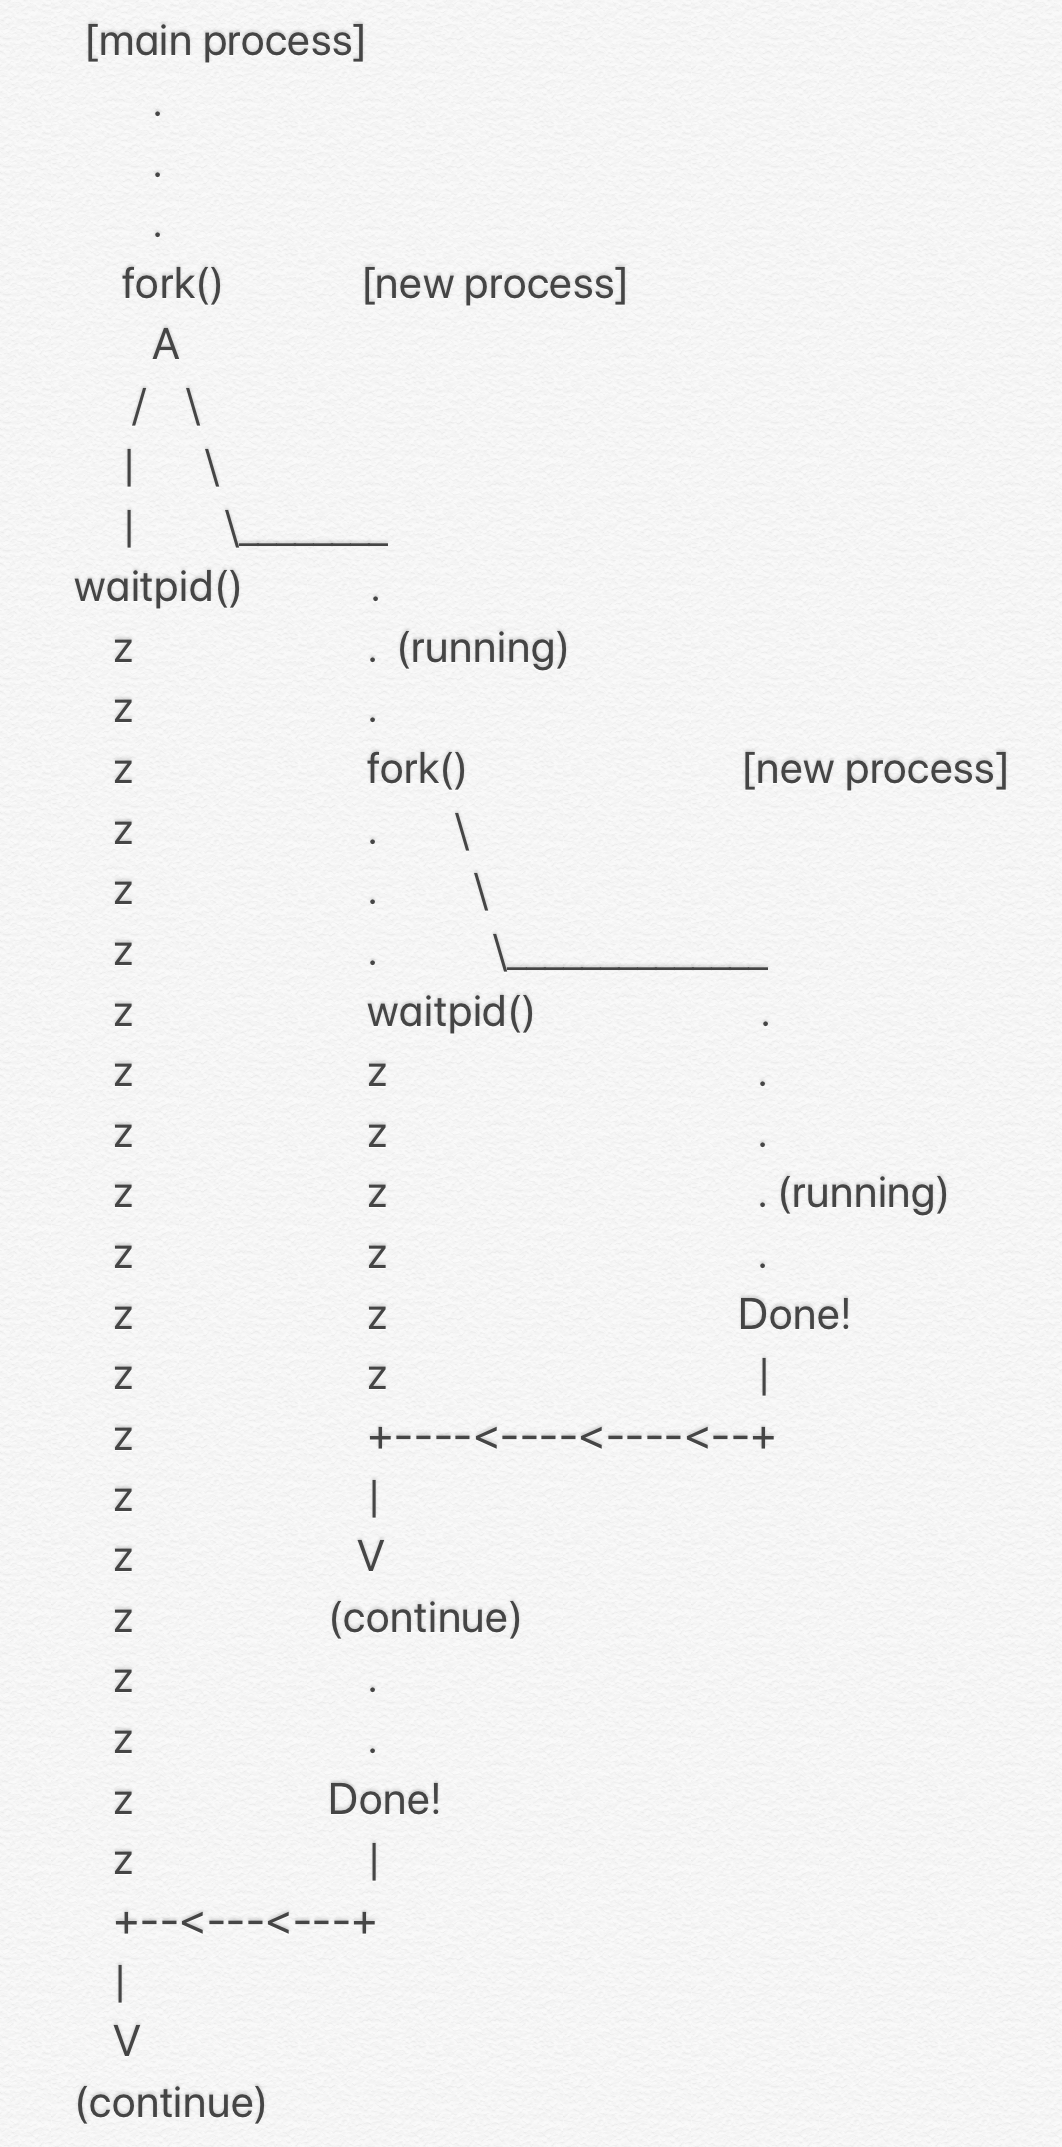 [main process]
.
.
.
fork() [new process]
A
/ \
| \
| \________
waitpid() .
z . (running)
z .
z fork() [new process]
z . \
z . \
z . \______________
z waitpid() .
z z .
z z .
z z . (running)
z z .
z z Done!
z z |
z +----<----<----<--+
z |
z V
z (continue)
z .
z .
z Done!
z |
+--<---<---+
|
V
(continue)